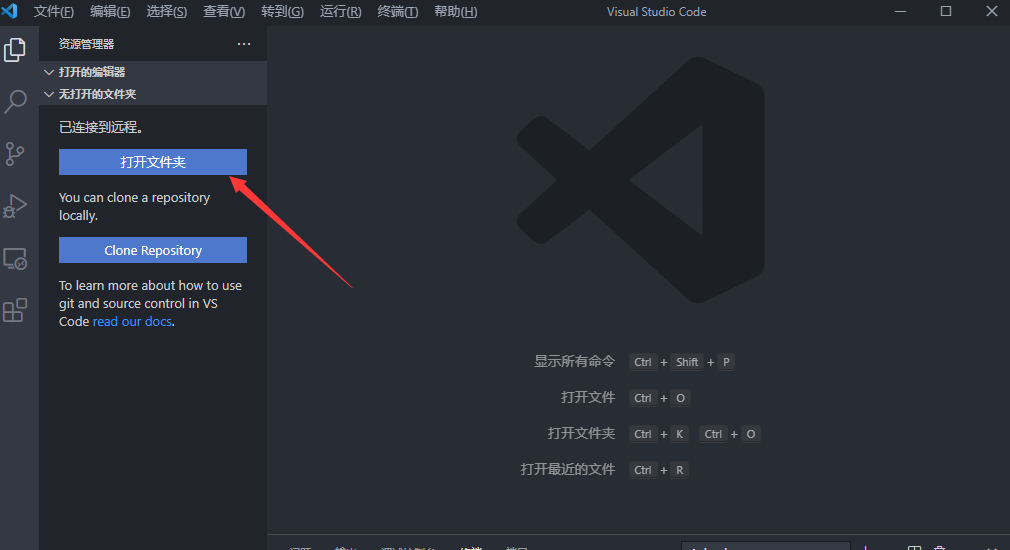 文件(F) 编辑(E) 选择(S) 查看(V) 转到(G) 运行(R) 终端(T) 帮助(H) Visual Studio Code
资源管理器
打开的编辑器
无打开的文件夹
已连接到远程。
打开文件夹
You can clone a repository
locally.
Clone Repository
To learn more about how to use
git and source control in VS
Code read our docs.
显示所有命令 Ctrl + Shift + P
打开文件 Ctrl + O
打开文件夹 Ctrl + K Ctrl + O
打开最近的文件 Ctrl + R